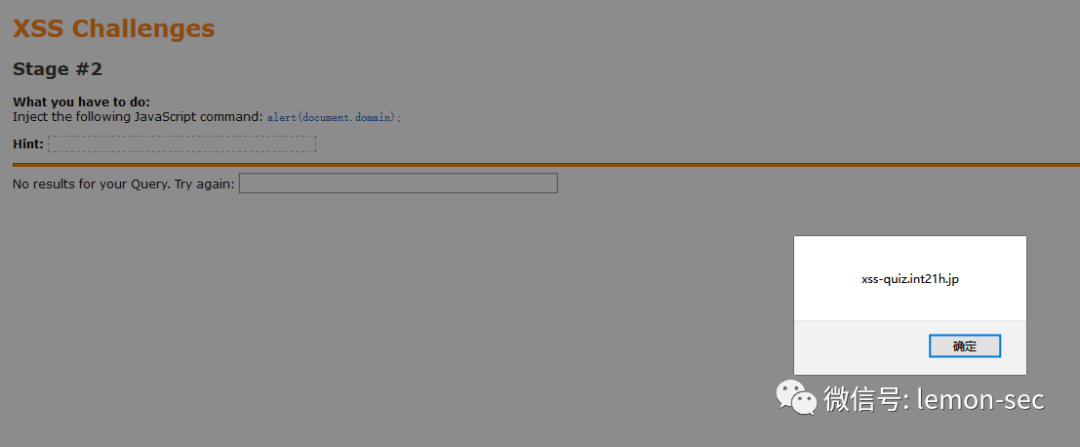 XSS Challenges
Stage #2
What you have to do:
Inject the following JavaScript command: alert(document.domain);
Hint:
No results for your Query. Try again:
xss-quiz.int21h.jp
确定
微信号: lemon-sec